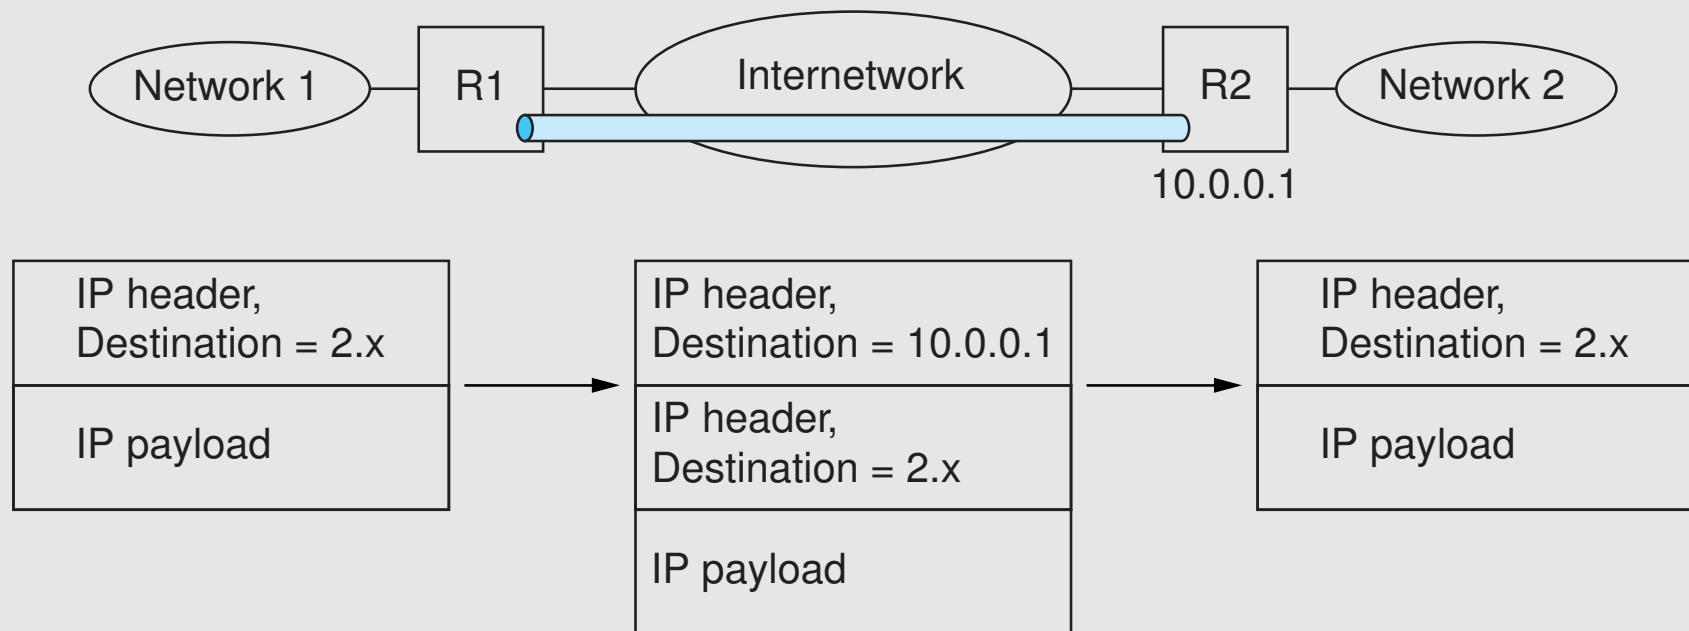 Network 1
R1
Internetwork
R2
Network 2
10.0.0.1
IP header,
Destination = 2.x
IP payload
IP header,
Destination = 10.0.0.1
IP header,
Destination = 2.x
IP payload
IP header,
Destination = 2.x
IP payload